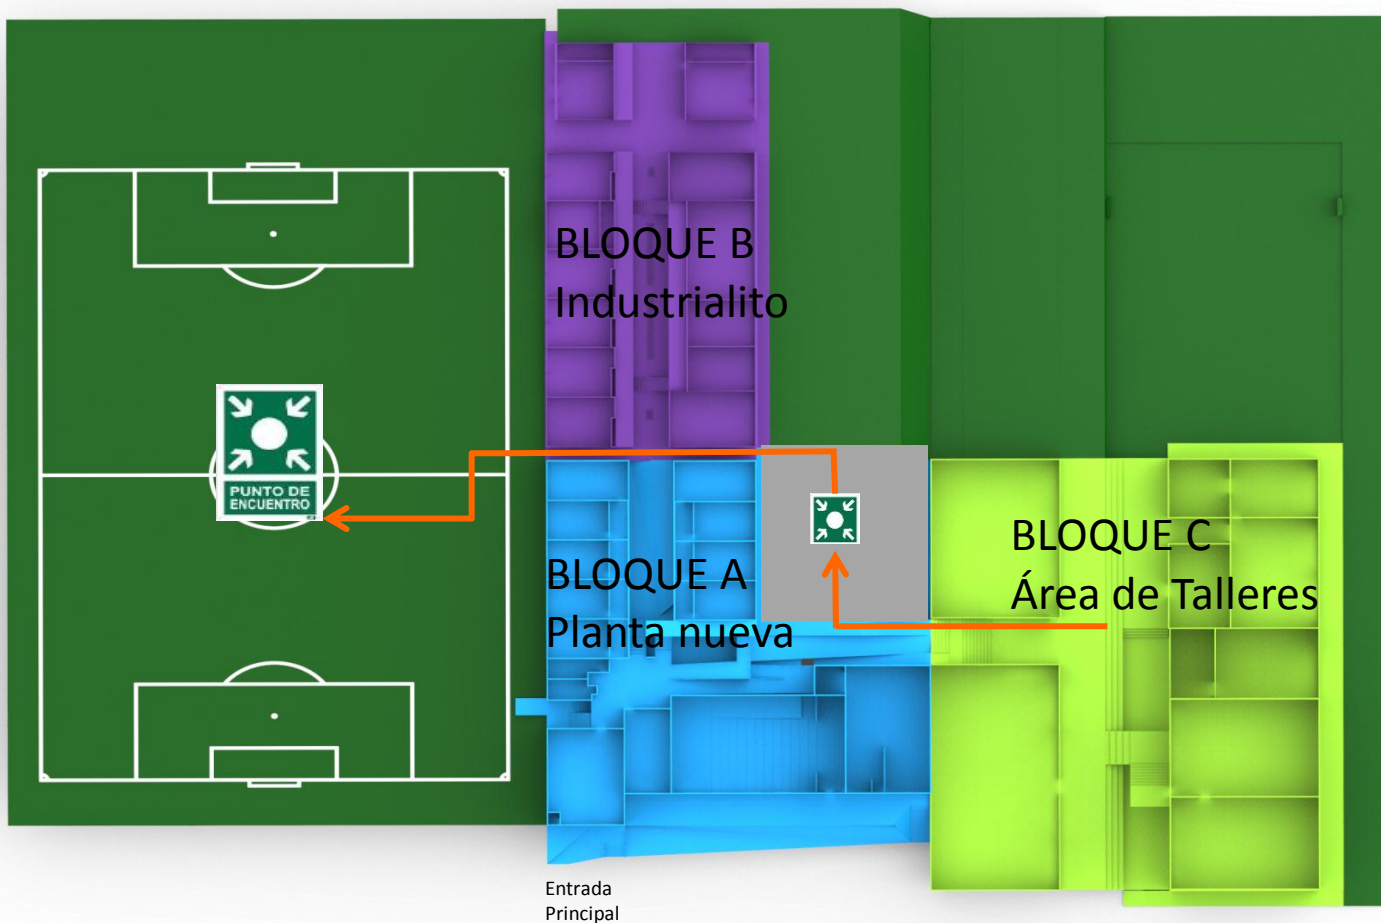 BLOQUE B
Industrialito
PUNTO DE
ENCUENTRO
BLOQUE A
Planta nueva
BLOQUE C
Área de Talleres
Entrada
Principal